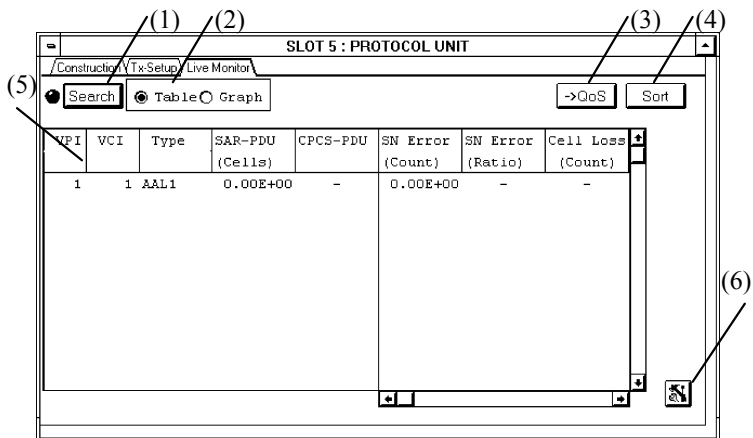 (1) (2) (3) (4)
SLOT 5 : PROTOCOL UNIT
Construction Tx-Setup Live Monitor
(5) Search Table Graph ->QoS Sort
VPI VCI Type SAR-PDU CPCS-PDU SN Error SN Error Cell Loss
(Cells) (Count) (Ratio) (Count)
1 1 AAL1 0.00E+00 - 0.00E+00 - -
(6)